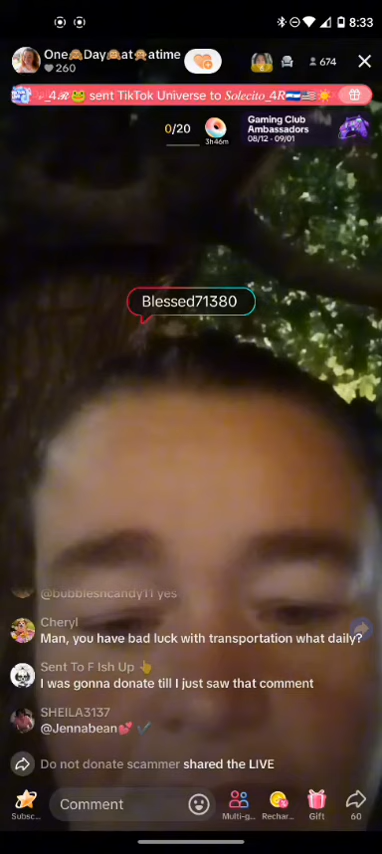 8:33
One🙈Day🙉at🙊atime
260
674
_4𝓡🐸 sent TikTok Universe to 𝑆𝑜𝑙𝑒𝑐𝑖𝑡𝑜_4𝑅🇸🇻🇺🇸☀️
0/20
3h46m
Gaming Club
Ambassadors
08/12 - 09/01
Blessed71380
@bubblesncandy11 yes
Cheryl
Man, you have bad luck with transportation what daily?
Sent To F Ish Up 👆
I was gonna donate till I just saw that comment
SHEILA3137
@Jennabean💕 ✓
Do not donate scammer shared the LIVE
Subsc...
Comment
Multi-g...
Rechar...
Gift
60